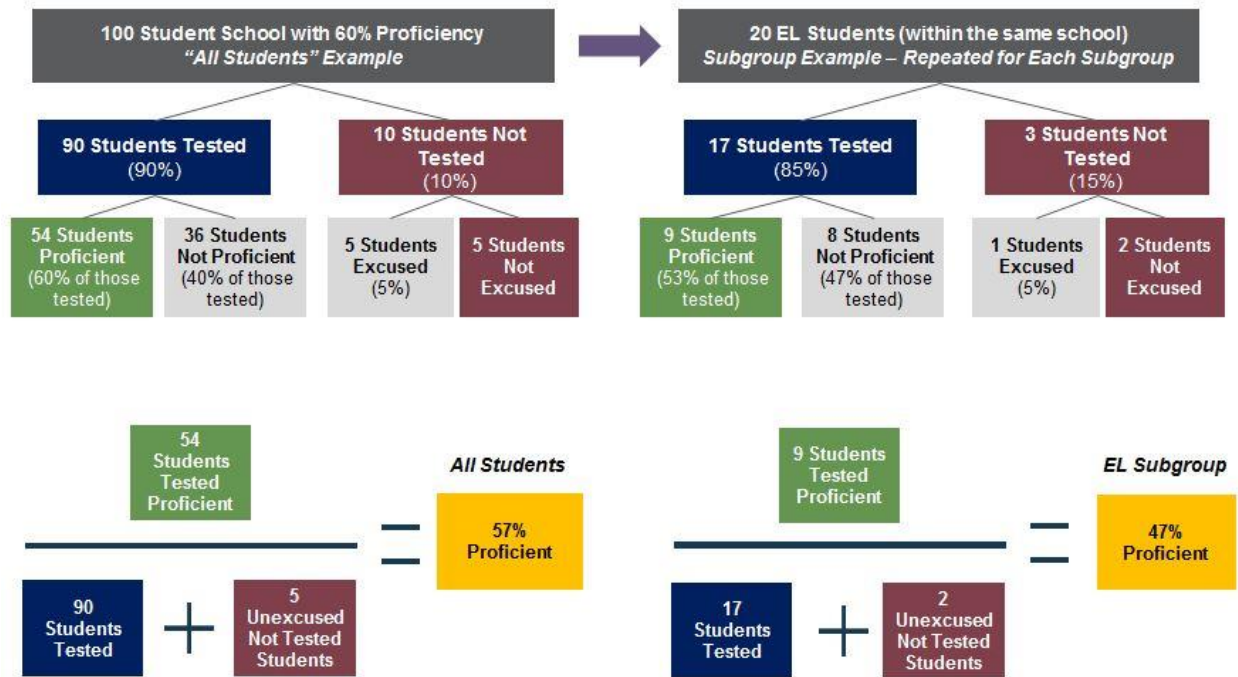 100 Student School with 60% Proficiency
“All Students” Example
20 EL Students (within the same school)
Subgroup Example – Repeated for Each Subgroup
90 Students Tested
(90%)
10 Students Not
Tested
(10%)
17 Students Tested
(85%)
3 Students Not
Tested
(15%)
54 Students
Proficient
(60% of those
tested)
36 Students
Not Proficient
(40% of those
tested)
5 Students
Excused
(5%)
5 Students
Not
Excused
9 Students
Proficient
(53% of those
tested)
8 Students
Not Proficient
(47% of those
tested)
1 Students
Excused
(5%)
2 Students
Not
Excused
54
Students
Tested
Proficient
90
Students
Tested
+
5
Unexcused
Not Tested
Students
=
All Students
57%
Proficient
9 Students
Tested
Proficient
17
Students
Tested
+
2
Unexcused
Not Tested
Students
=
EL Subgroup
47%
Proficient